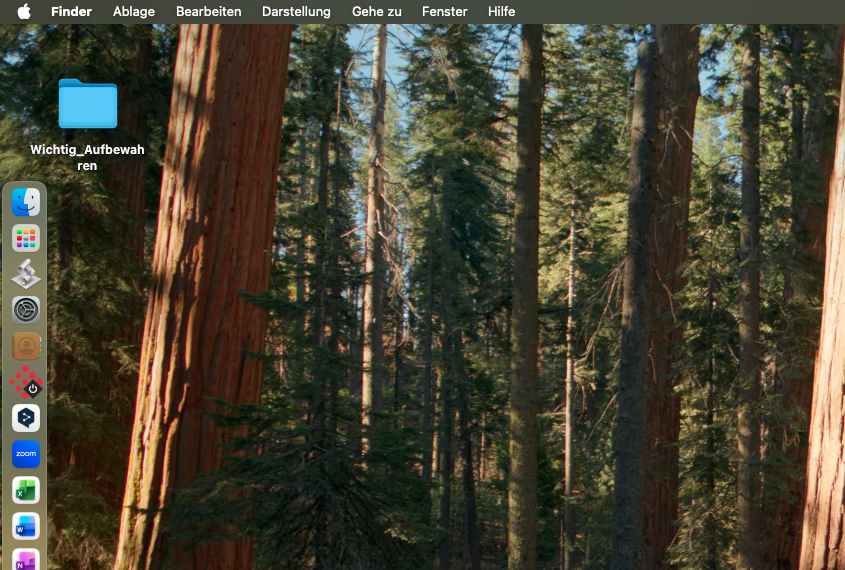 Finder Ablage Bearbeiten Darstellung Gehe zu Fenster Hilfe
Wichtig_Aufbewah
ren
zoom
X
W
N